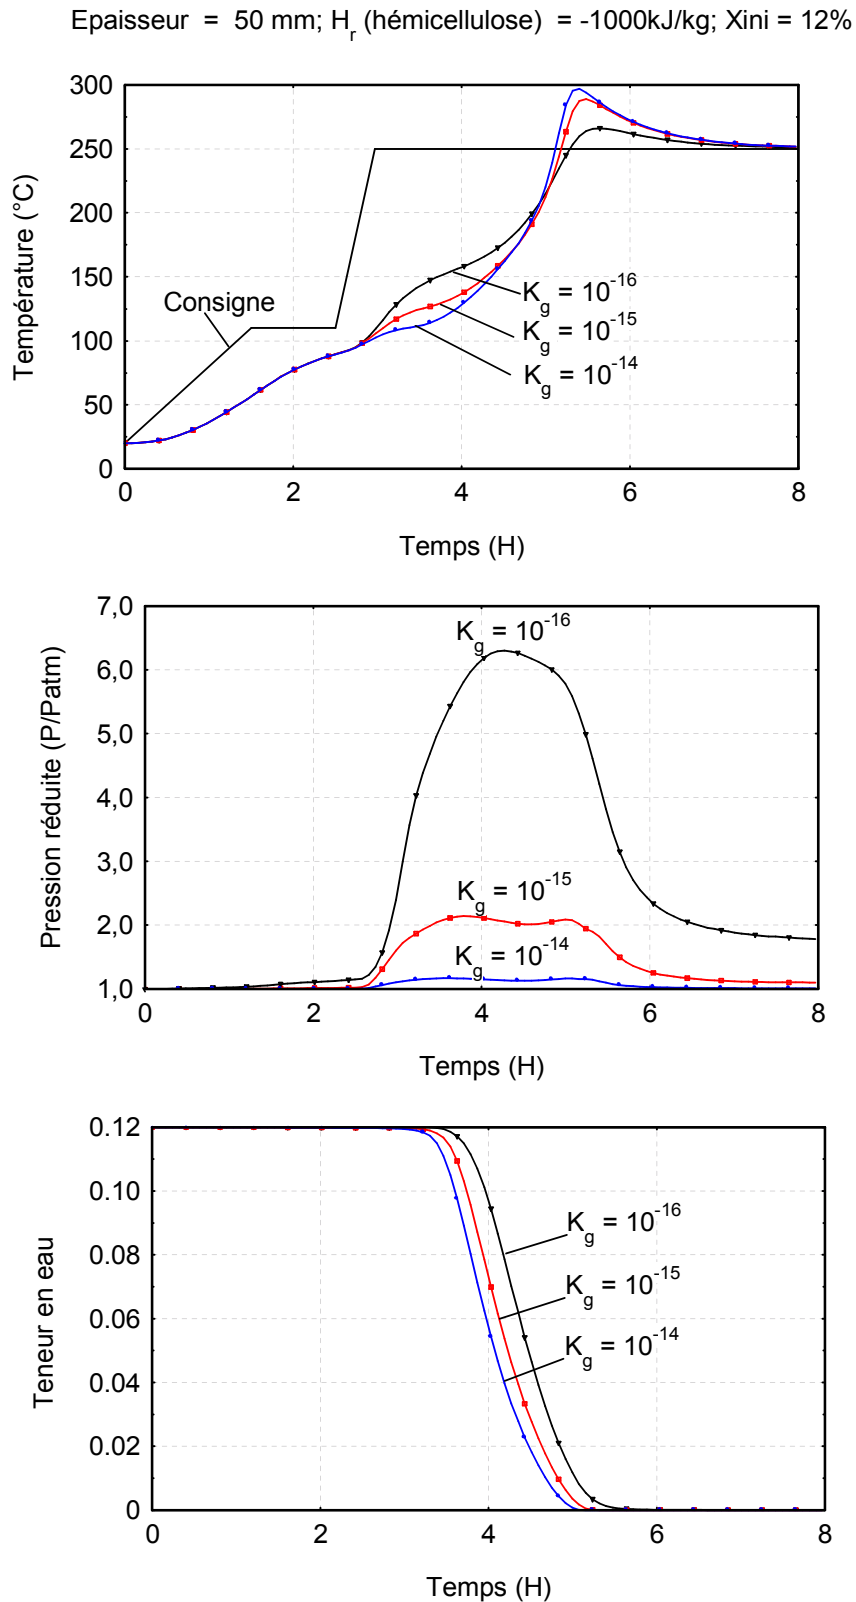 Epaisseur = 50 mm; Hr (hémicellulose) = -1000kJ/kg; Xini = 12%
300
250
200
150
100
50
0
Température (°C)
Consigne
Kg = 10-16
Kg = 10-15
Kg = 10-14
0 2 4 6 8
Temps (H)
7,0
6,0
5,0
4,0
3,0
2,0
1,0
Pression réduite (P/Patm)
Kg = 10-16
Kg = 10-15
Kg = 10-14
0 2 4 6 8
Temps (H)
0.12
0.10
0.08
0.06
0.04
0.02
0
Teneur en eau
Kg = 10-16
Kg = 10-15
Kg = 10-14
0 2 4 6 8
Temps (H)